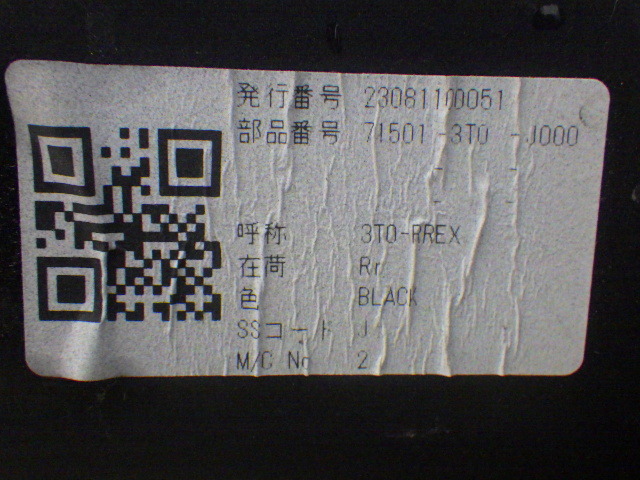 発行番号 23081100051
部品番号 71501 -3T0 -J000
- -
- -
呼称 3T0-RREX
在荷 Rr
色 BLACK
SSコード J
M/C No 2